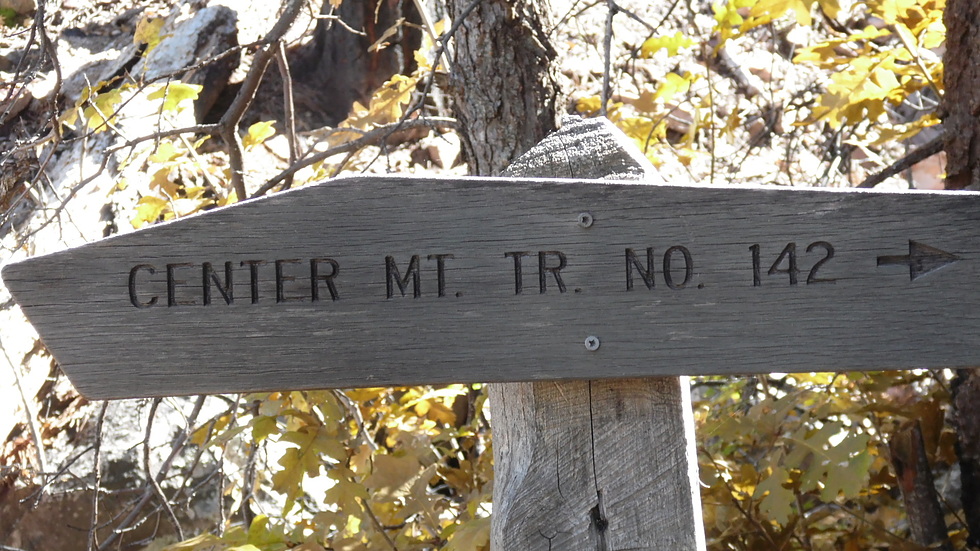 CENTER MT. TR. NO. 142